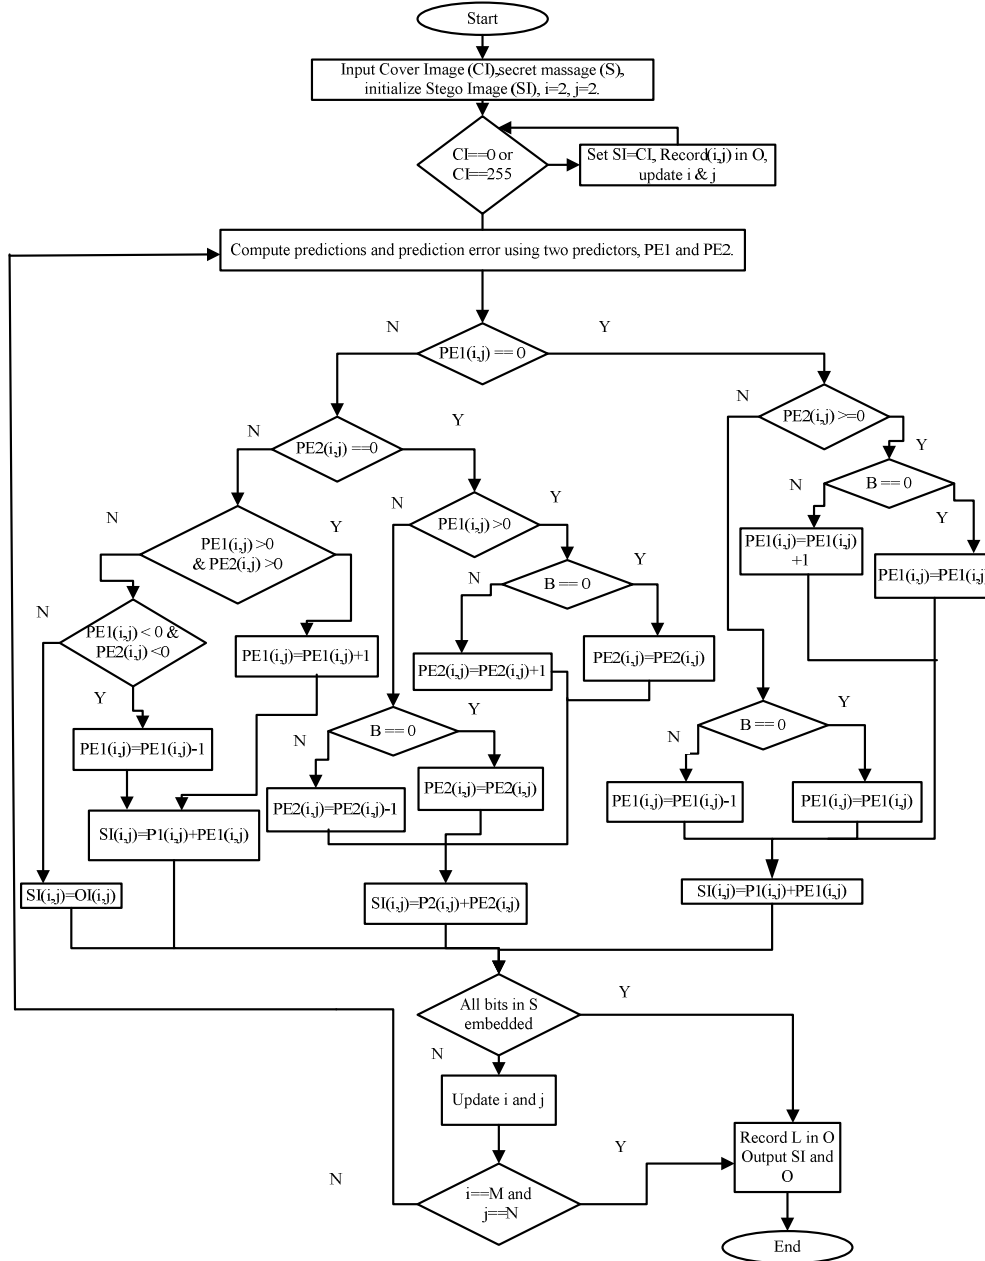 Start
Input Cover Image (CI),secret massage (S),
initialize Stego Image (SI), i=2, j=2.
CI==0 or
CI==255
Set SI=CI, Record(i,j) in O,
update i & j
Compute predictions and prediction error using two predictors, PE1 and PE2.
N
Y
PE1(i,j) == 0
N
PE2(i,j) >=0
Y
N
Y
PE2(i,j) ==0
B == 0
N
Y
N
Y
PE1(i,j) >0
N
Y
PE1(i,j) >0
& PE2(i,j) >0
PE1(i,j)=PE1(i,j)
+1
PE1(i,j)=PE1(i,j)
N
Y
B == 0
N
PE1(i,j) < 0 &
PE2(i,j) <0
PE1(i,j)=PE1(i,j)+1
PE2(i,j)=PE2(i,j)+1
PE2(i,j)=PE2(i,j)
Y
Y
B == 0
N
Y
B == 0
N
PE1(i,j)=PE1(i,j)-1
PE2(i,j)=PE2(i,j)-1
PE2(i,j)=PE2(i,j)
PE1(i,j)=PE1(i,j)-1
PE1(i,j)=PE1(i,j)
SI(i,j)=P1(i,j)+PE1(i,j)
SI(i,j)=OI(i,j)
SI(i,j)=P2(i,j)+PE2(i,j)
SI(i,j)=P1(i,j)+PE1(i,j)
All bits in S
embedded
Y
N
Update i and j
Record L in O
Output SI and
O
Y
N
i==M and
j==N
End